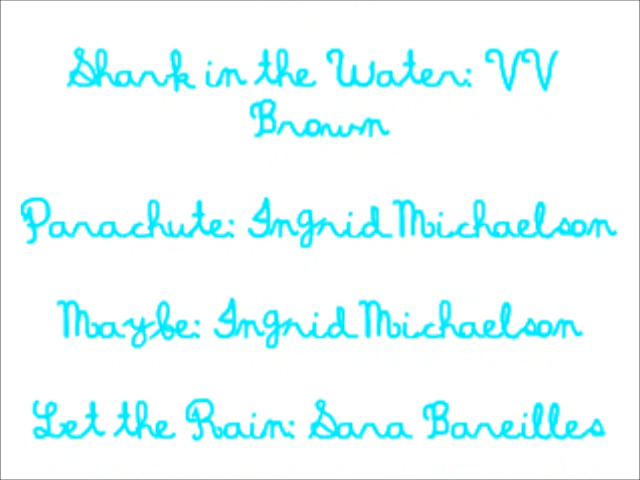 Shark in the Water: VV
Brown
Parachute: Ingrid Michaelson
Maybe: Ingrid Michaelson
Let the Rain: Sara Bareilles